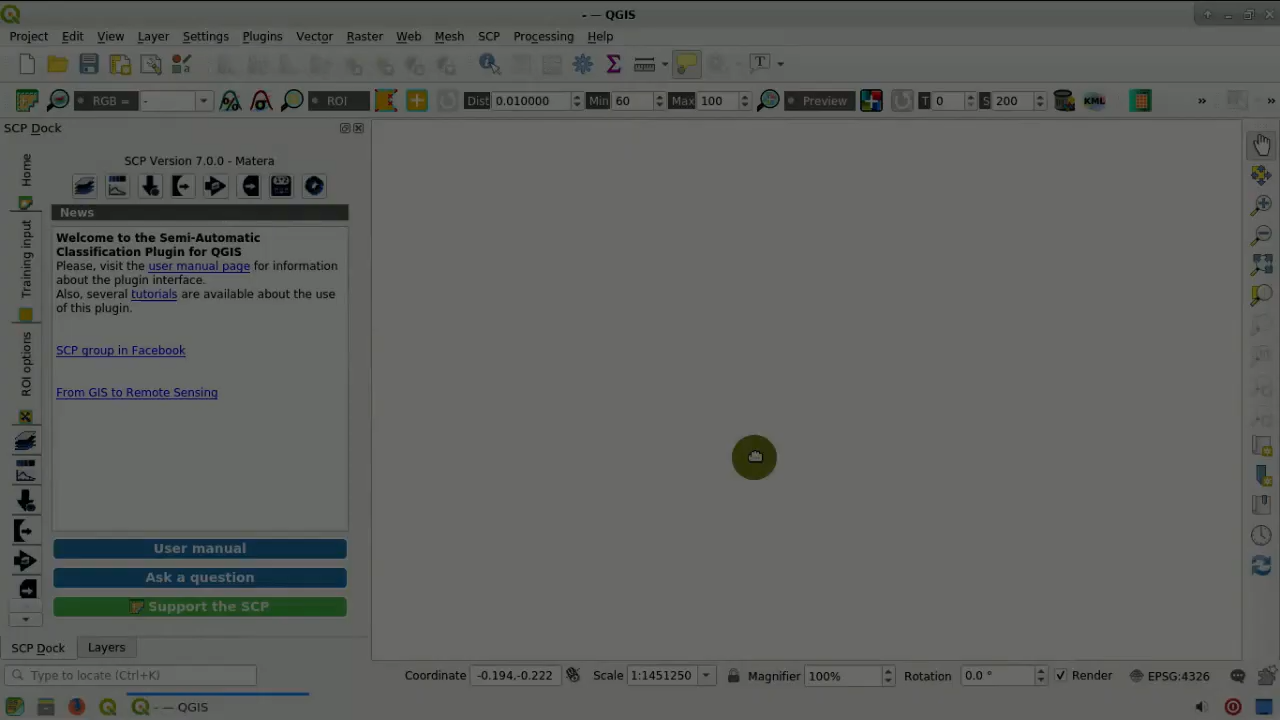 - — QGIS
Project Edit View Layer Settings Plugins Vector Raster Web Mesh SCP Processing Help
RGB = - ROI Dist 0.010000 Min 60 Max 100 Preview T 0 S 200 KML » »
SCP Dock
SCP Version 7.0.0 - Matera
Home
Training input
ROI options
News
Welcome to the Semi-Automatic
Classification Plugin for QGIS
Please, visit the user manual page for information
about the plugin interface.
Also, several tutorials are available about the use
of this plugin.
SCP group in Facebook
From GIS to Remote Sensing
User manual
Ask a question
Support the SCP
SCP Dock Layers
Type to locate (Ctrl+K) Coordinate -0.194,-0.222 Scale 1:1451250 Magnifier 100% Rotation 0.0 ° Render EPSG:4326
- — QGIS